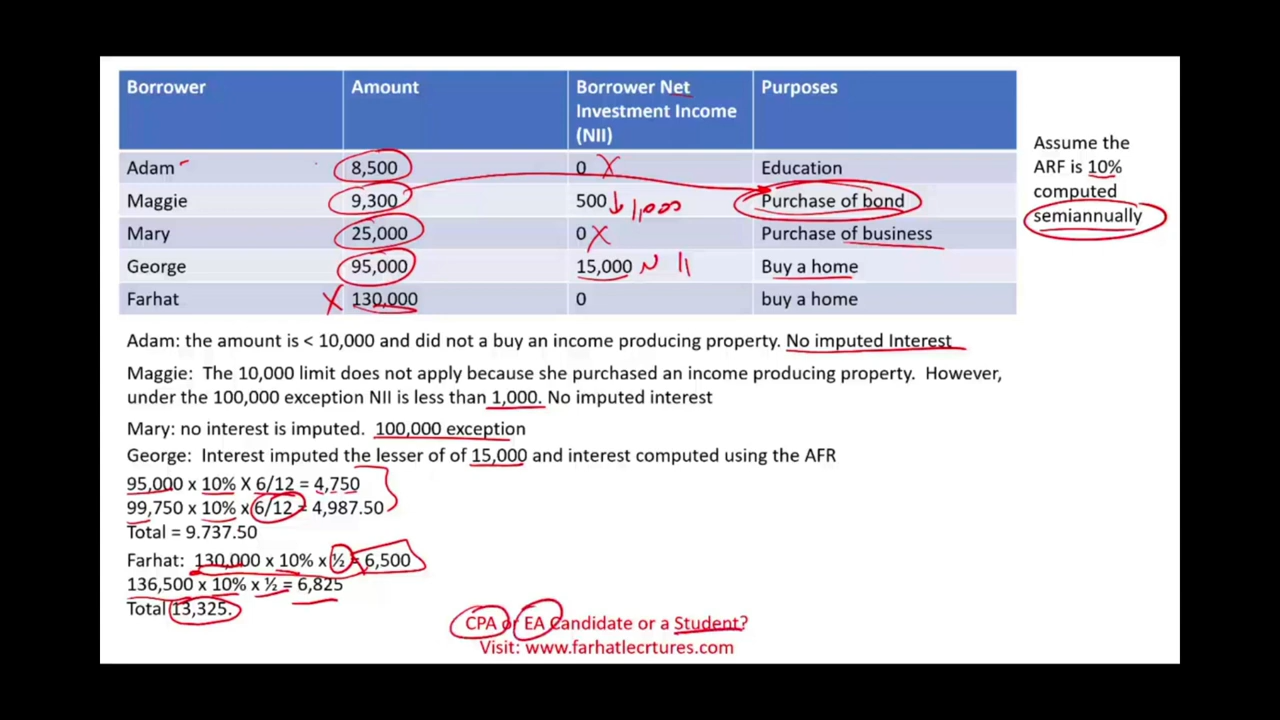 Borrower Amount Borrower Net Investment Income (NII) Purposes
Adam 8,500 0 X Education
Maggie 9,300 500 ↓ 1,000 Purchase of bond
Mary 25,000 0 X Purchase of business
George 95,000 15,000 N II Buy a home
Farhat X 130,000 0 buy a home
Assume the
ARF is 10%
computed
semiannually
Adam: the amount is < 10,000 and did not a buy an income producing property. No imputed Interest
Maggie: The 10,000 limit does not apply because she purchased an income producing property. However,
under the 100,000 exception NII is less than 1,000. No imputed interest
Mary: no interest is imputed. 100,000 exception
George: Interest imputed the lesser of of 15,000 and interest computed using the AFR
95,000 x 10% X 6/12 = 4,750
99,750 x 10% x 6/12 = 4,987.50
Total = 9.737.50
Farhat: 130,000 x 10% x ½ = 6,500
136,500 x 10% x ½ = 6,825
Total 13,325.
CPA or EA Candidate or a Student?
Visit: www.farhatlecrtures.com